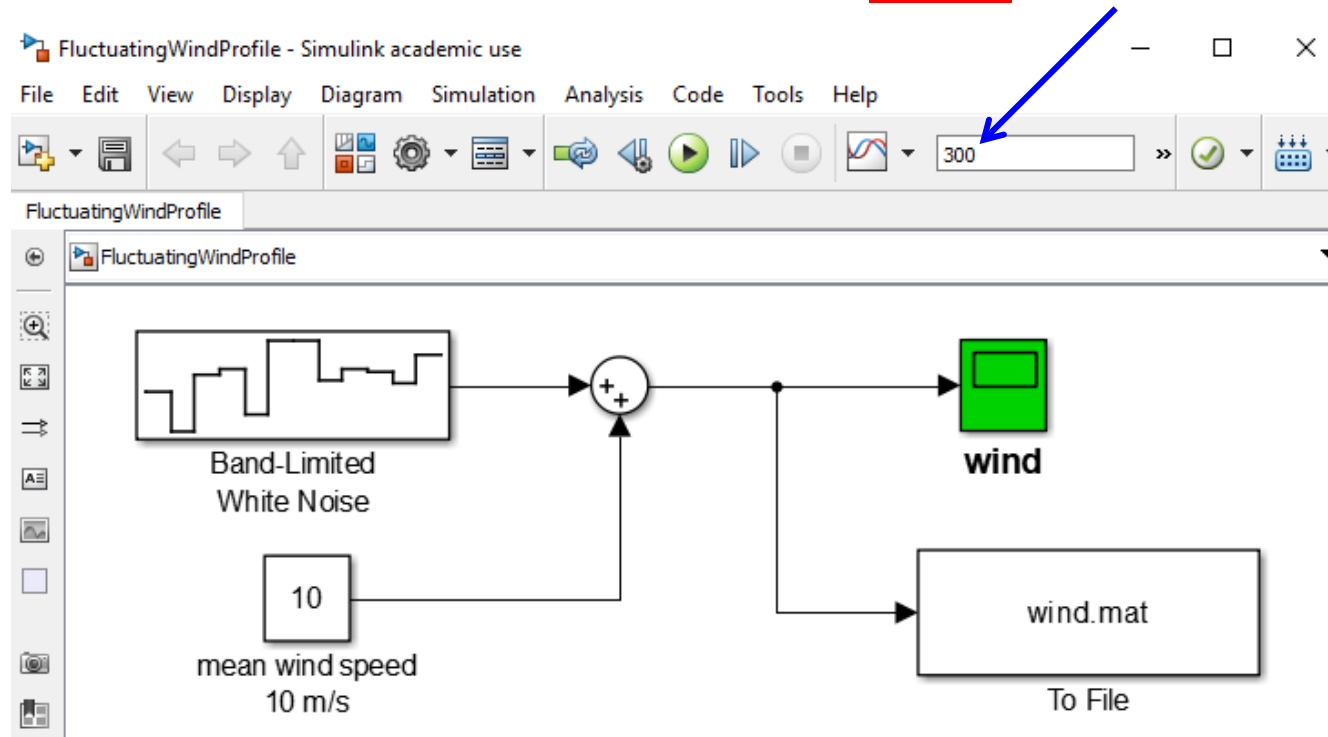 FluctuatingWindProfile - Simulink academic use
File Edit View Display Diagram Simulation Analysis Code Tools Help
300
FluctuatingWindProfile
FluctuatingWindProfile
Band-Limited
White Noise
+
+
wind
10
mean wind speed
10 m/s
wind.mat
To File